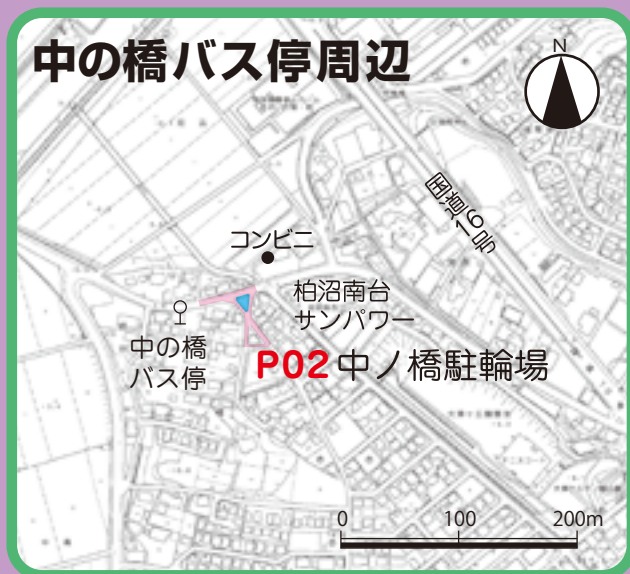 中の橋バス停周辺
N
国道16号
コンビニ
柏沼南台
サンパワー
中の橋
バス停
P02 中ノ橋駐輪場
0 100 200m